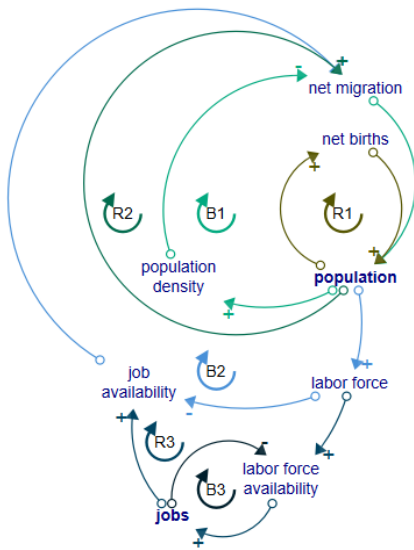 +
-
net migration
net births
+
R2
B1
R1
+
population
density
population
+
+
B2
job
availability
labor force
-
+
R3
-
+
labor force
availability
B3
jobs
+